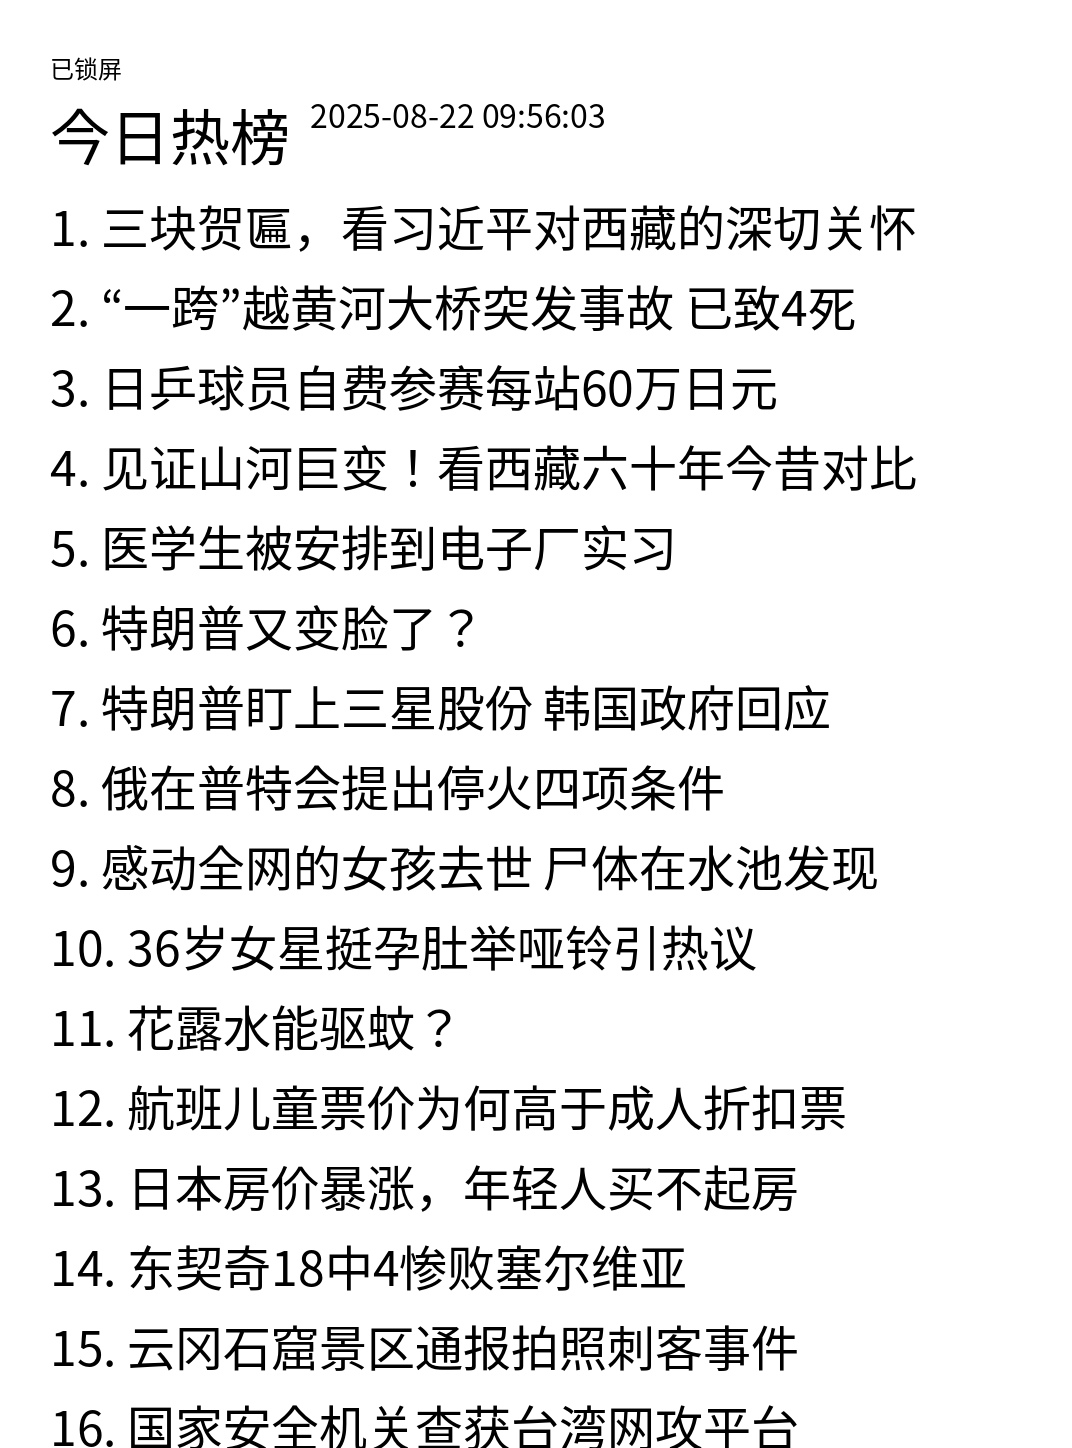 已锁屏
今日热榜 2025-08-22 09:56:03
1. 三块贺匾，看习近平对西藏的深切关怀
2. “一跨”越黄河大桥突发事故 已致4死
3. 日乒球员自费参赛每站60万日元
4. 见证山河巨变！看西藏六十年今昔对比
5. 医学生被安排到电子厂实习
6. 特朗普又变脸了？
7. 特朗普盯上三星股份 韩国政府回应
8. 俄在普特会提出停火四项条件
9. 感动全网的女孩去世 尸体在水池发现
10. 36岁女星挺孕肚举哑铃引热议
11. 花露水能驱蚊？
12. 航班儿童票价为何高于成人折扣票
13. 日本房价暴涨，年轻人买不起房
14. 东契奇18中4惨败塞尔维亚
15. 云冈石窟景区通报拍照刺客事件
16. 国家安全机关查获台湾网攻平台